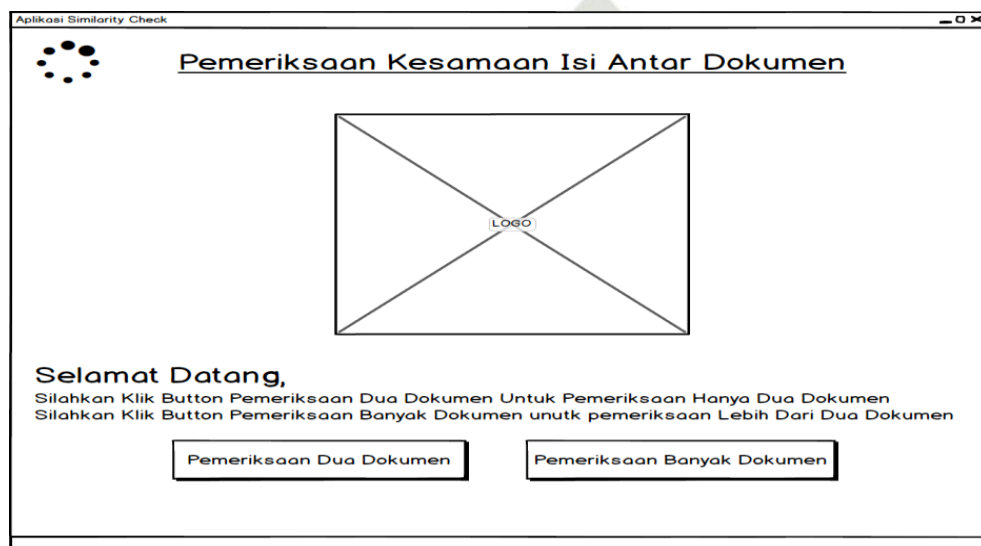 Aplikasi Similarity Check
Pemeriksaan Kesamaan Isi Antar Dokumen
LOGO
Selamat Datang,
Silahkan Klik Button Pemeriksaan Dua Dokumen Untuk Pemeriksaan Hanya Dua Dokumen
Silahkan Klik Button Pemeriksaan Banyak Dokumen unutk pemeriksaan Lebih Dari Dua Dokumen
Pemeriksaan Dua Dokumen
Pemeriksaan Banyak Dokumen